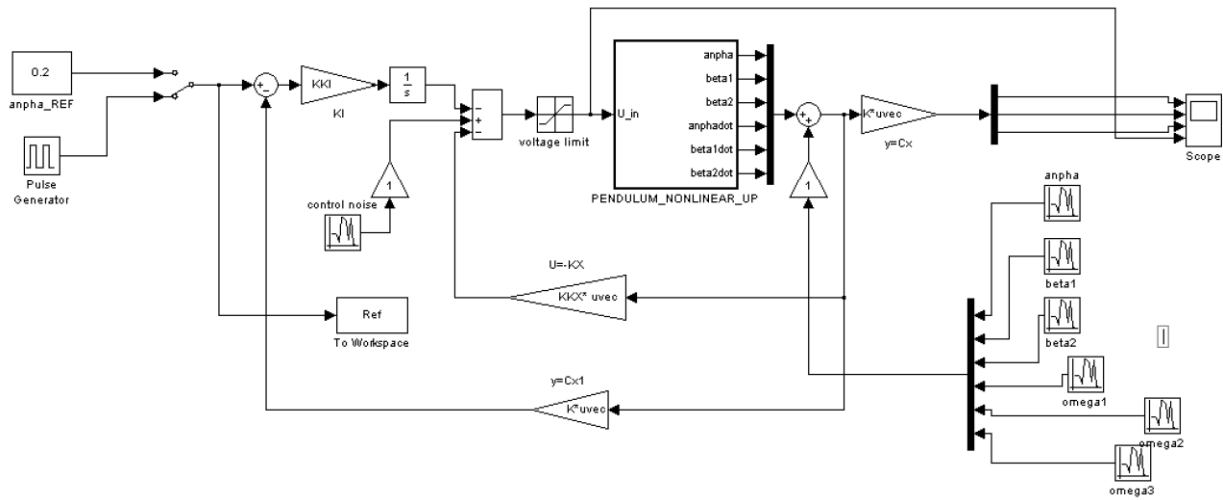 0.2
anpha_REF
Pulse
Generator
+
−
KKI
KI
1
s
−
+
−
voltage limit
U_in
anpha
beta1
beta2
anphadot
beta1dot
beta2dot
PENDULUM_NONLINEAR_UP
+
+
K*uvec
y=Cx
Scope
1
control noise
1
U=-KX
KKX* uvec
Ref
To Workspace
y=Cx1
K*uvec
anpha
beta1
beta2
omega1
omega2
omega3